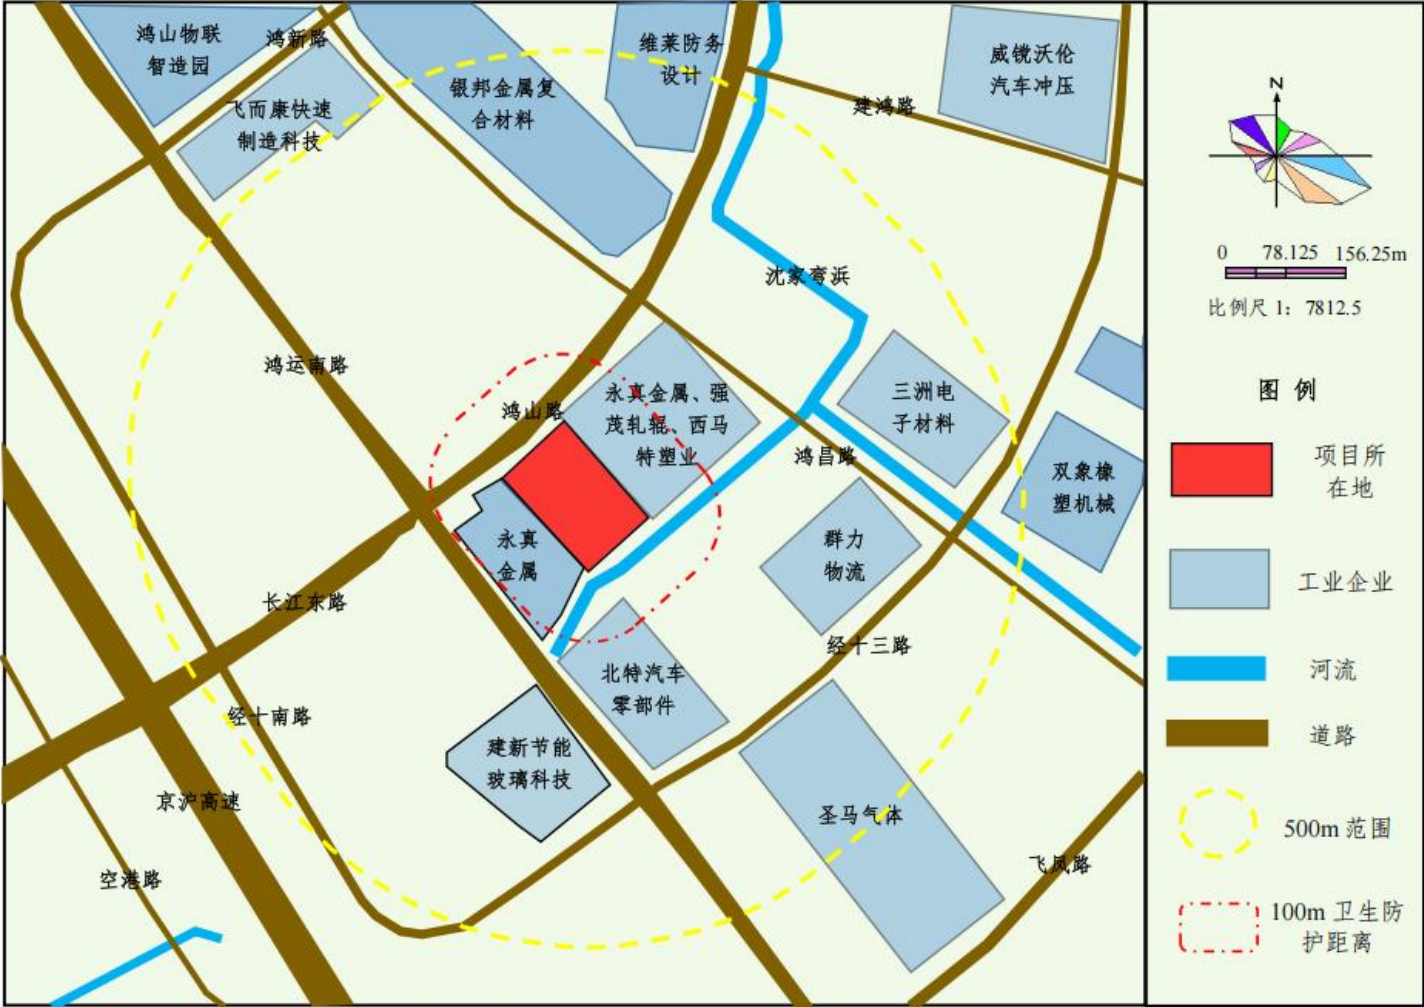 鸿山物联
智造园
鸿新路
飞而康快速
制造科技
银邦金属复
合材料
维莱防务
设计
建鸿路
威锐沃伦
汽车冲压
沈家弯浜
鸿运南路
鸿山路
永真金属、强
茂轧辊、西马
特塑业
三洲电
子材料
鸿昌路
双象橡
塑机械
永真
金属
群力
物流
长江东路
经十三路
北特汽车
零部件
经十南路
建新节能
玻璃科技
京沪高速
圣马气体
空港路
飞凤路
N
0 78.125 156.25m
比例尺 1：7812.5
图 例
项目所
在地
工业企业
河流
道路
500m 范围
100m 卫生防
护距离